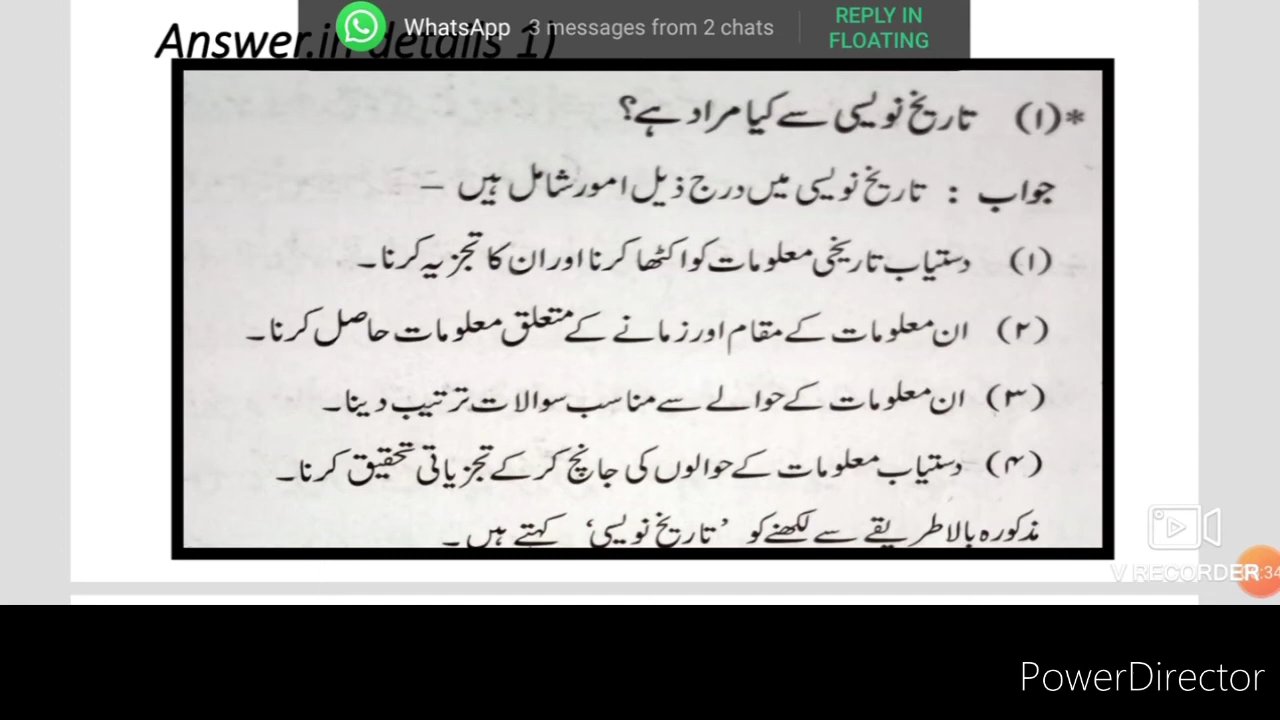 WhatsApp 3 messages from 2 chats
REPLY IN
FLOATING
Answer.in details 1)
*(۱) تاریخ نویسی سے کیا مراد ہے؟
جواب : تاریخ نویسی میں درج ذیل امور شامل ہیں –
(۱) دستیاب تاریخی معلومات کو اکٹھا کرنا اور ان کا تجزیہ کرنا۔
(۲) ان معلومات کے مقام اور زمانے کے متعلق معلومات حاصل کرنا۔
(۳) ان معلومات کے حوالے سے مناسب سوالات ترتیب دینا۔
(۴) دستیاب معلومات کے حوالوں کی جانچ کر کے تجزیاتی تحقیق کرنا۔
مذکورہ بالا طریقے سے لکھنے کو ’تاریخ نویسی‘ کہتے ہیں۔
V RECORDER
:34
PowerDirector